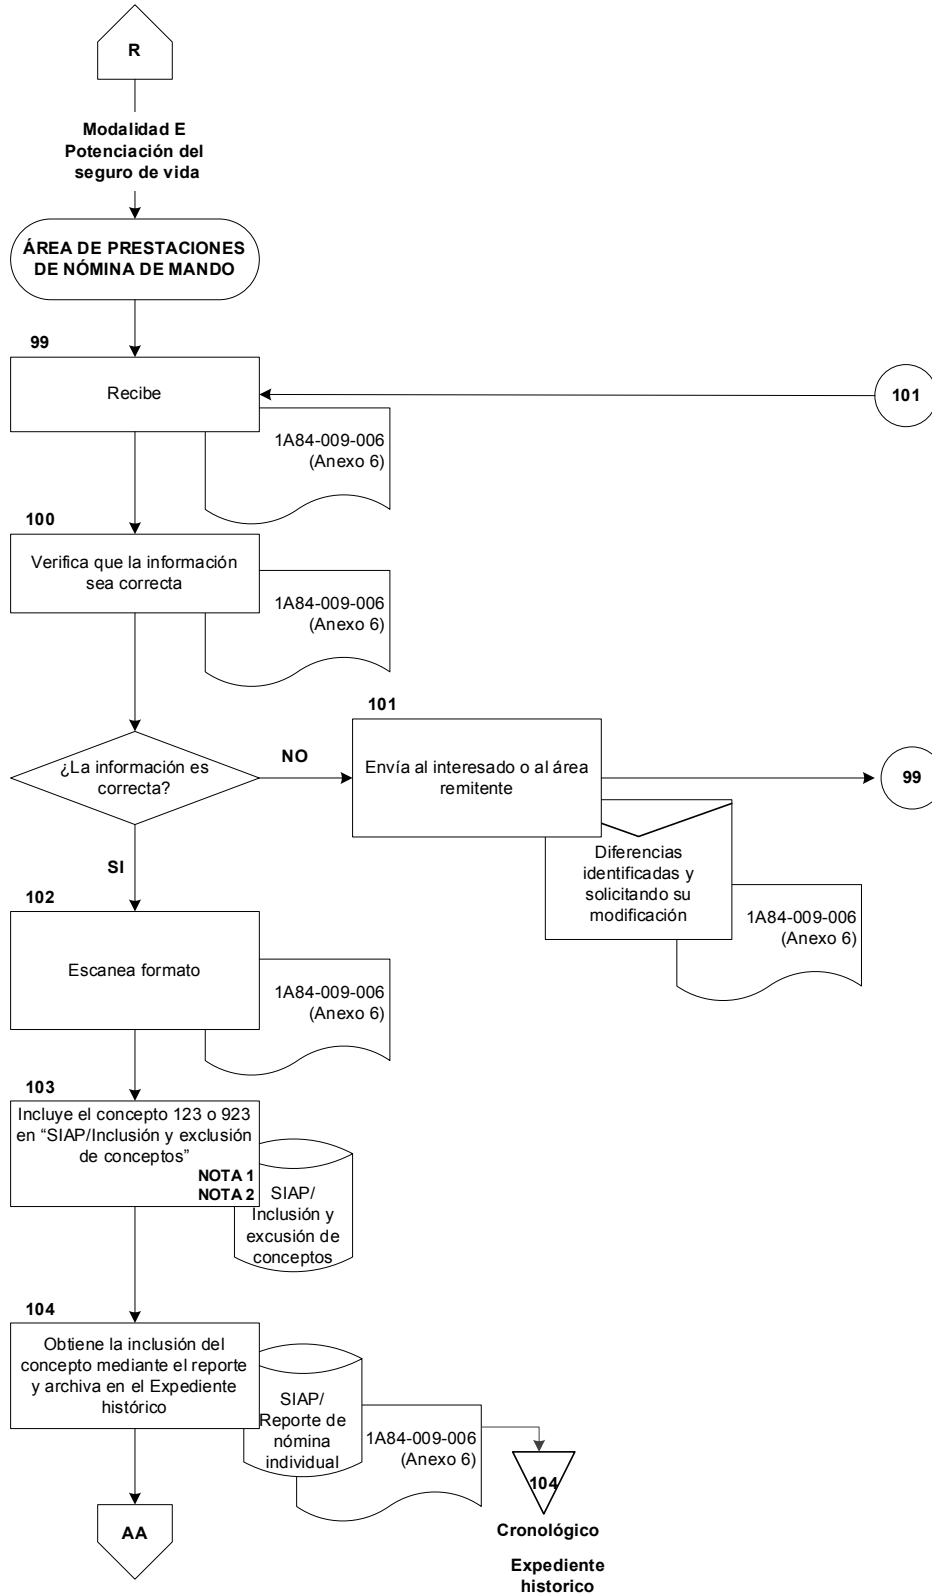 R
Modalidad E
Potenciación del
seguro de vida
ÁREA DE PRESTACIONES
DE NÓMINA DE MANDO
99
Recibe
101
1A84-009-006
(Anexo 6)
100
Verifica que la información
sea correcta
1A84-009-006
(Anexo 6)
¿La información es
correcta?
NO
101
Envía al interesado o al área
remitente
99
Diferencias
identificadas y
solicitando su
modificación
1A84-009-006
(Anexo 6)
SI
102
Escanea formato
1A84-009-006
(Anexo 6)
103
Incluye el concepto 123 o 923
en “SIAP/Inclusión y exclusión
de conceptos”
NOTA 1
NOTA 2
SIAP/
Inclusión y
excusión de
conceptos
104
Obtiene la inclusión del
concepto mediante el reporte
y archiva en el Expediente
histórico
SIAP/
Reporte de
nómina
individual
1A84-009-006
(Anexo 6)
104
Cronológico
Expediente
historico
AA